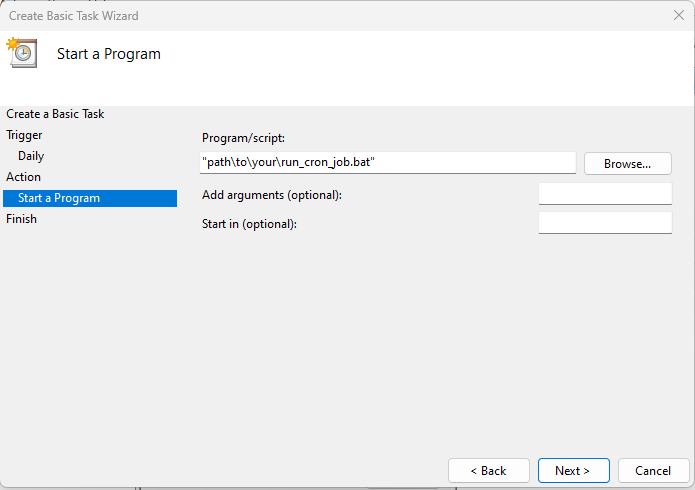 Create Basic Task Wizard
Start a Program
Create a Basic Task
Trigger
Daily
Action
Start a Program
Finish
Program/script:
"path\to\your\run_cron_job.bat"
Browse...
Add arguments (optional):
Start in (optional):
< Back
Next >
Cancel